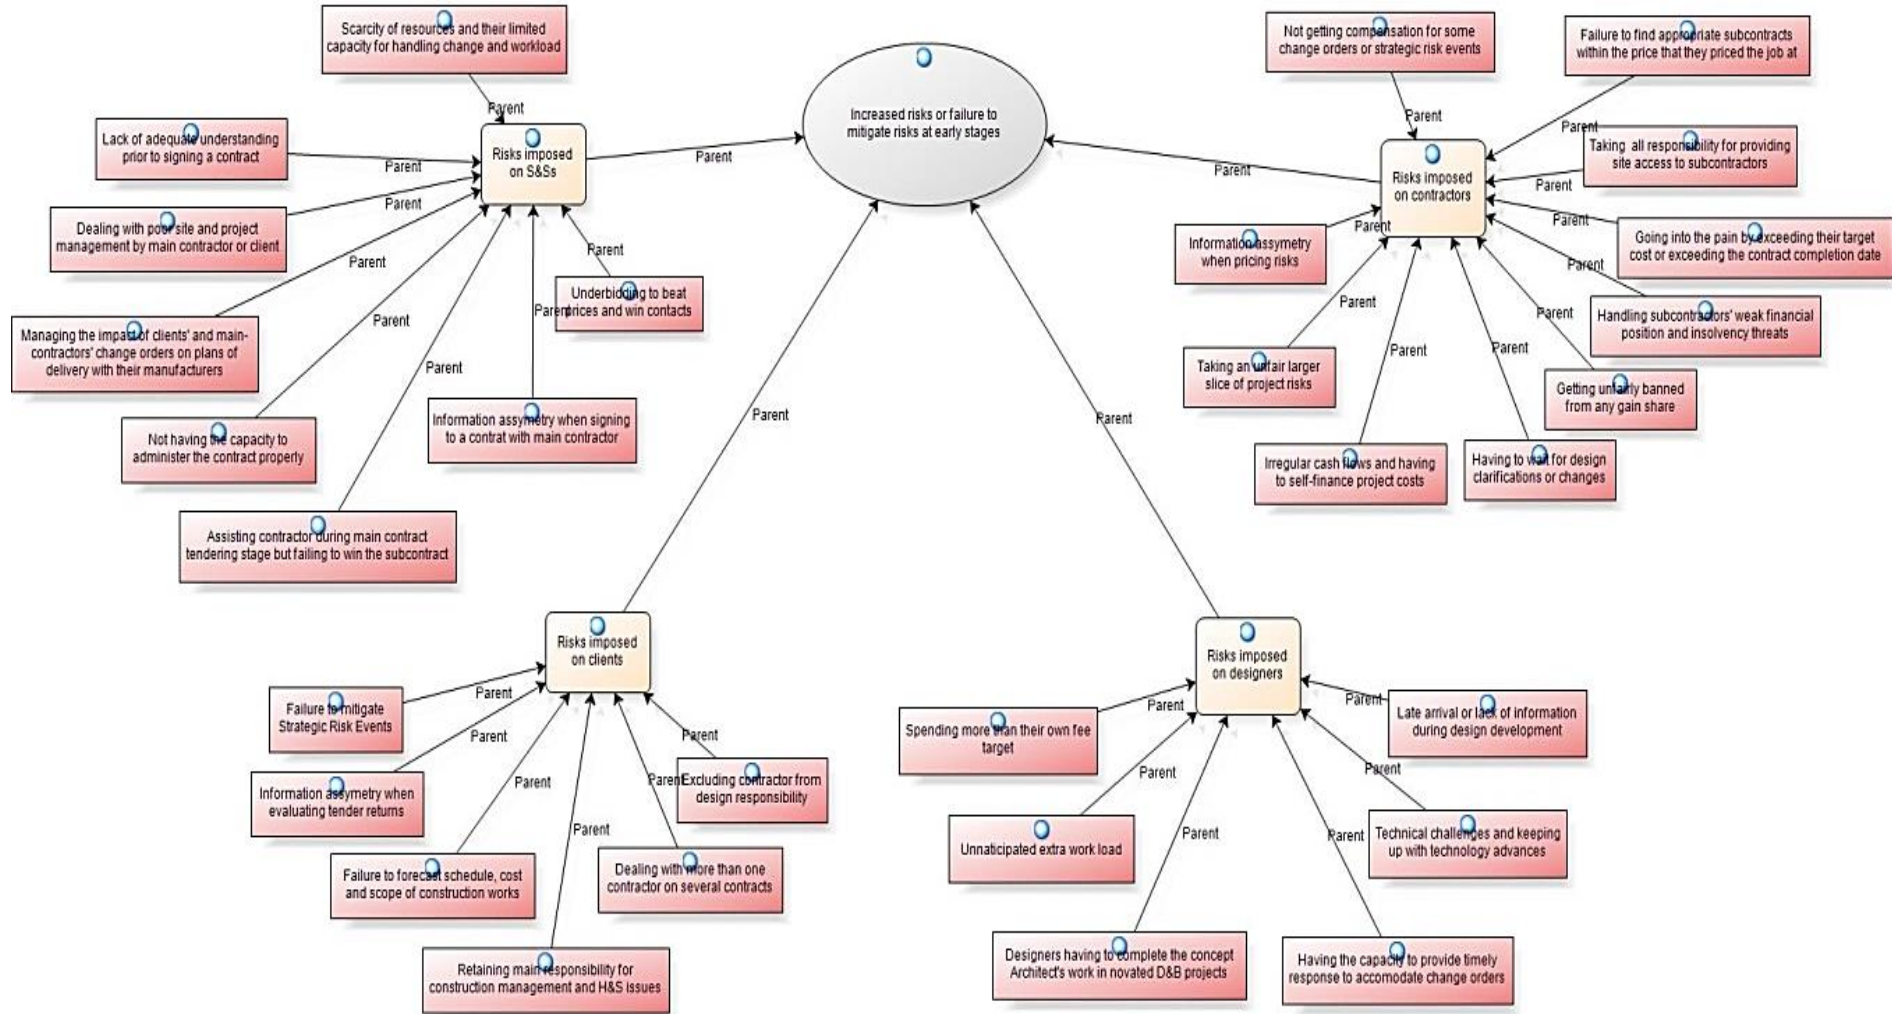 Scarcity of resources and their limited
capacity for handling change and workload
Parent
Lack of adequate understanding
prior to signing a contract
Parent
Risks imposed
on S&Ss
Parent
Dealing with poor site and project
management by main contractor or client
Parent
Managing the impact of clients' and main-
contractors' change orders on plans of
delivery with their manufacturers
Parent
Not having the capacity to
administer the contract properly
Parent
Assisting contractor during main contract
tendering stage but failing to win the subcontract
Parent
Information assymetry when signing
to a contrat with main contractor
Parent
Underbidding to beat
prices and win contacts
Parent
Increased risks or failure to
mitigate risks at early stages
Not getting compensation for some
change orders or strategic risk events
Parent
Failure to find appropriate subcontracts
within the price that they priced the job at
Parent
Taking all responsibility for providing
site access to subcontractors
Parent
Risks imposed
on contractors
Parent
Going into the pain by exceeding their target
cost or exceeding the contract completion date
Parent
Information assymetry
when pricing risks
Parent
Handling subcontractors' weak financial
position and insolvency threats
Parent
Taking an unfair larger
slice of project risks
Parent
Getting unfairly banned
from any gain share
Parent
Irregular cash flows and having
to self-finance project costs
Parent
Having to wait for design
clarifications or changes
Parent
Risks imposed
on clients
Parent
Failure to mitigate
Strategic Risk Events
Parent
Information assymetry when
evaluating tender returns
Parent
Failure to forecast schedule, cost
and scope of construction works
Parent
Retaining main responsibility for
construction management and H&S issues
Parent
Dealing with more than one
contractor on several contracts
Parent
Excluding contractor from
design responsibility
Parent
Risks imposed
on designers
Parent
Spending more than their own fee
target
Parent
Unnaticipated extra work load
Parent
Designers having to complete the concept
Architect's work in novated D&B projects
Parent
Having the capacity to provide timely
response to accomodate change orders
Parent
Technical challenges and keeping
up with technology advances
Parent
Late arrival or lack of information
during design development
Parent